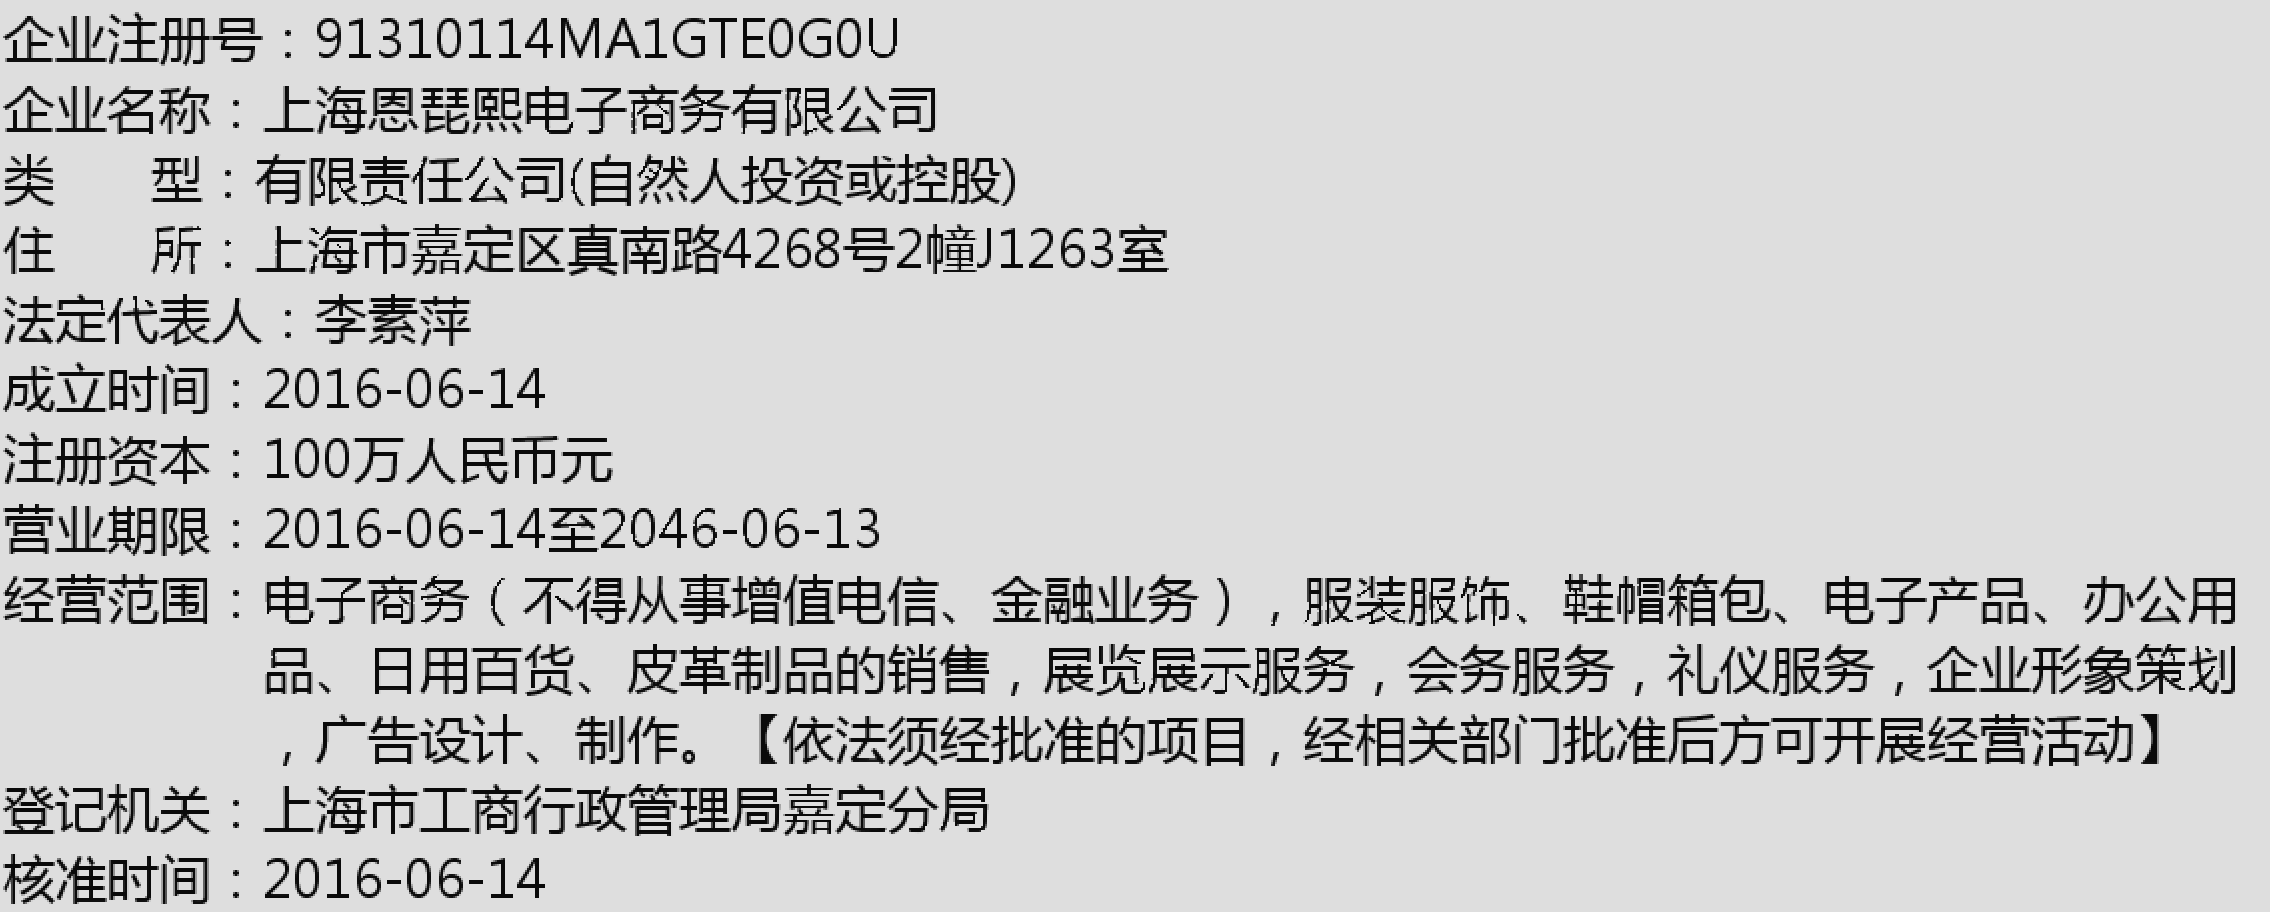 企业注册号：91310114MA1GTE0G0U
企业名称：上海恩琵熙电子商务有限公司
类　　型：有限责任公司(自然人投资或控股)
住　　所：上海市嘉定区真南路4268号2幢J1263室
法定代表人：李素萍
成立时间：2016-06-14
注册资本：100万人民币元
营业期限：2016-06-14至2046-06-13
经营范围：电子商务（不得从事增值电信、金融业务），服装服饰、鞋帽箱包、电子产品、办公用
品、日用百货、皮革制品的销售，展览展示服务，会务服务，礼仪服务，企业形象策划
，广告设计、制作。【依法须经批准的项目，经相关部门批准后方可开展经营活动】
登记机关：上海市工商行政管理局嘉定分局
核准时间：2016-06-14